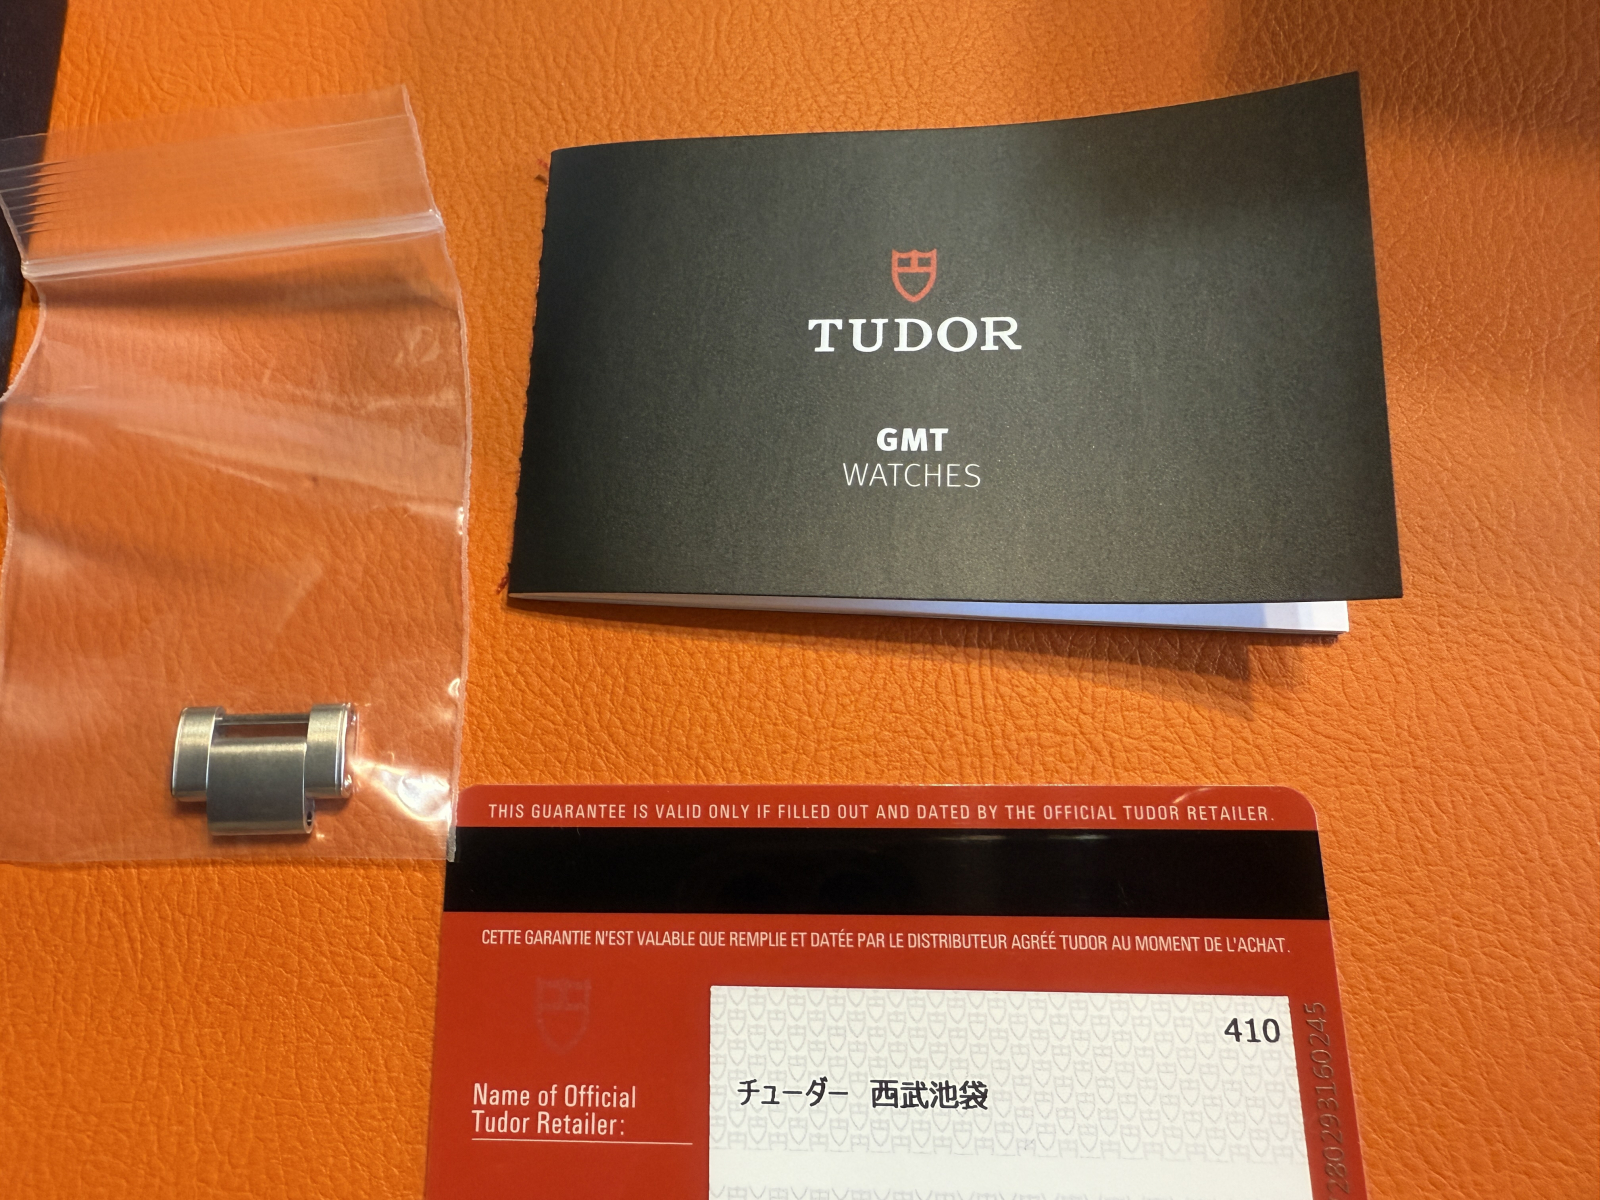 TUDOR
GMT
WATCHES
THIS GUARANTEE IS VALID ONLY IF FILLED OUT AND DATED BY THE OFFICIAL TUDOR RETAILER.
CETTE GARANTIE N'EST VALABLE QUE REMPLIE ET DATÉE PAR LE DISTRIBUTEUR AGRÉÉ TUDOR AU MOMENT DE L'ACHAT.
410
Name of Official
Tudor Retailer:
チューダー 西武池袋
280293160245